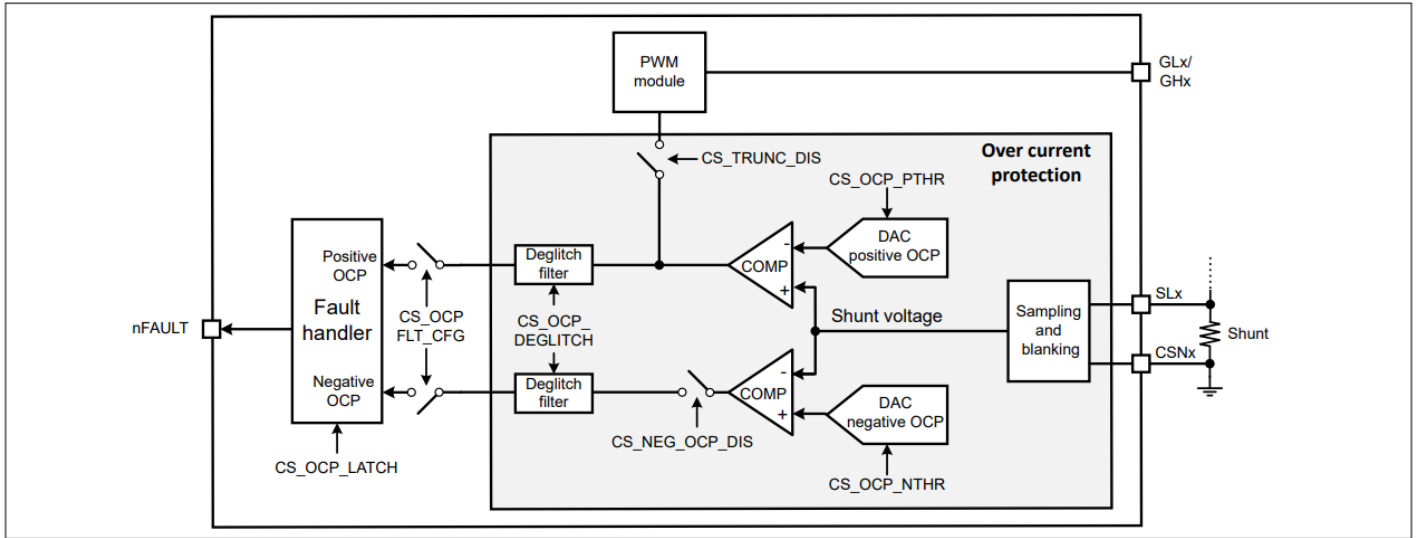 PWM
module
GLx/
GHx
CS_TRUNC_DIS
Over current
protection
CS_OCP_PTHR
DAC
positive OCP
-
COMP
+
Deglitch
filter
Positive
OCP
Fault
handler
nFAULT
CS_OCP
FLT_CFG
CS_OCP_
DEGLITCH
Shunt voltage
Sampling
and
blanking
SLx
Shunt
CSNx
-
COMP
+
DAC
negative OCP
Deglitch
filter
Negative
OCP
CS_NEG_OCP_DIS
CS_OCP_LATCH
CS_OCP_NTHR